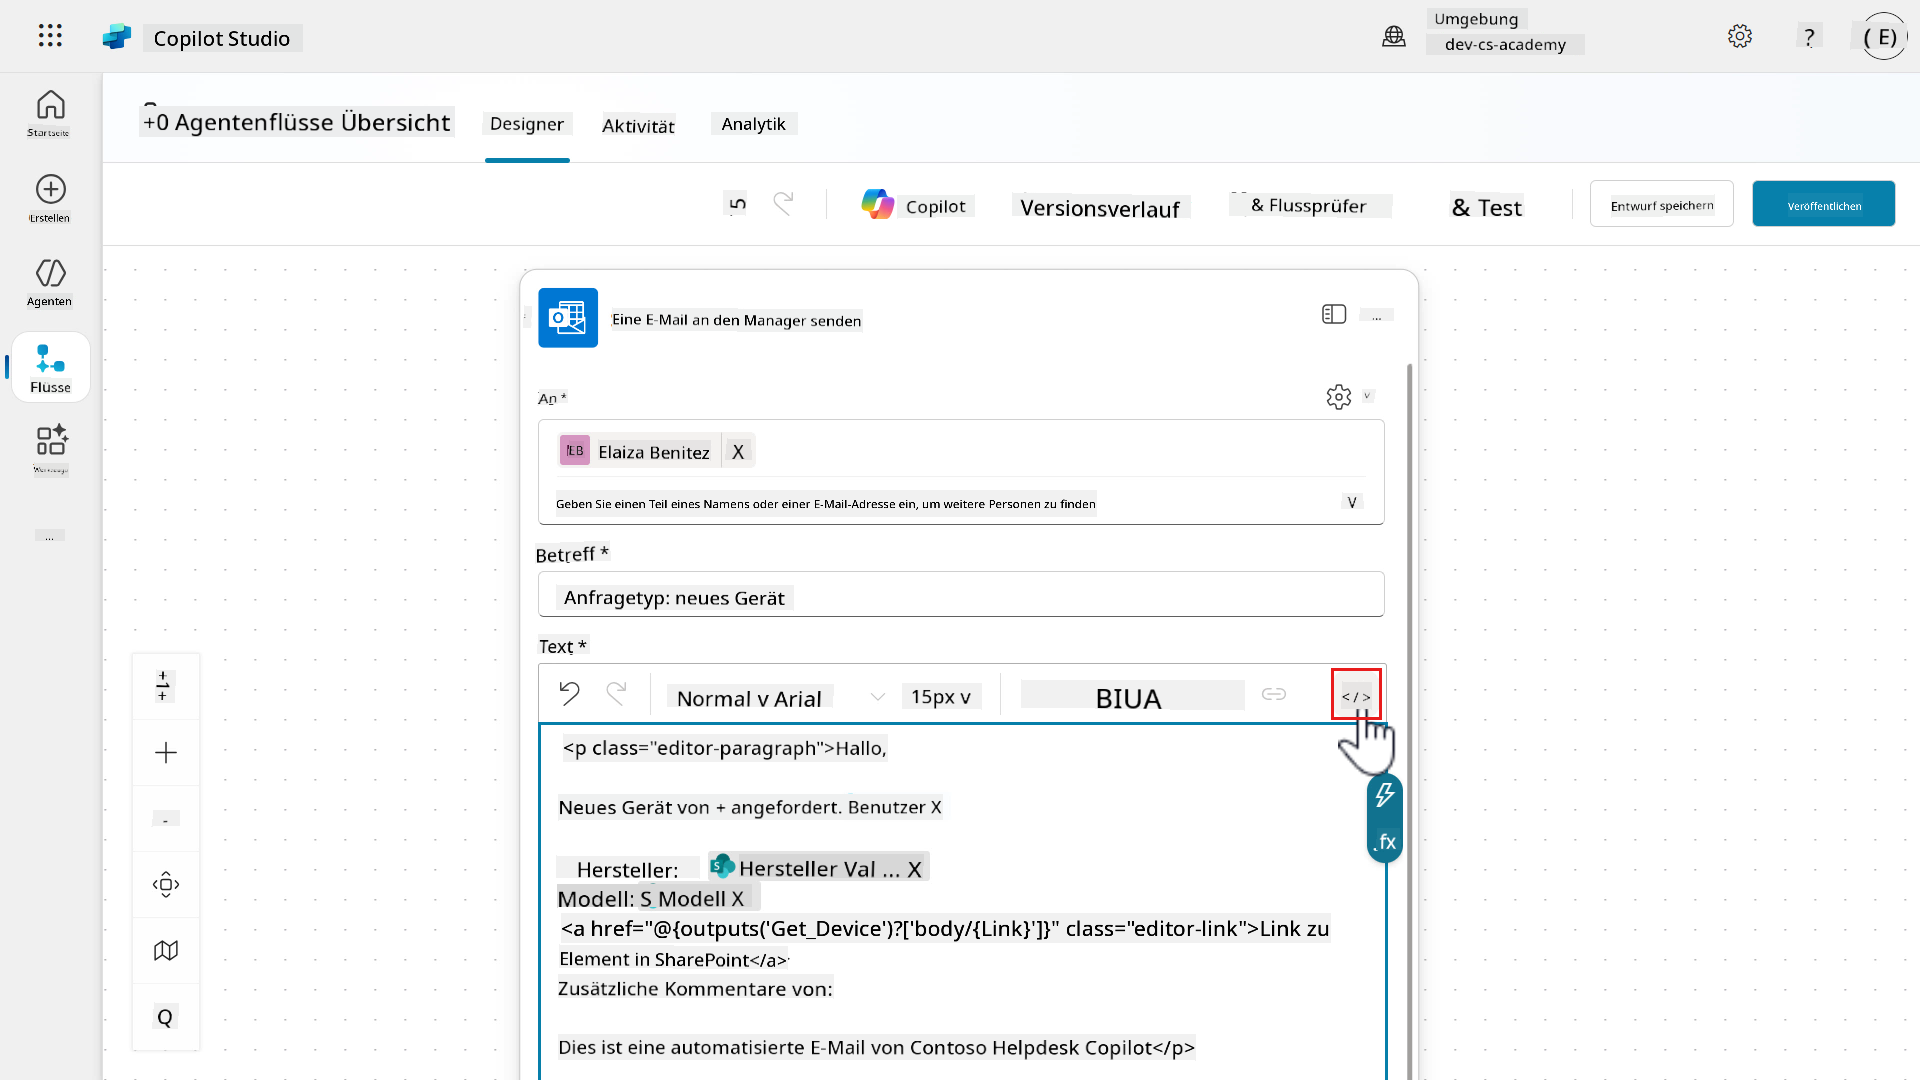 Copilot Studio
Umgebung
dev-cs-academy
?
( E)
Startseite
Erstellen
Agenten
Flüsse
...
+0 Agentenflüsse Übersicht
Designer
Aktivität
Analytik
5
Copilot
Versionsverlauf
& Flussprüfer
& Test
Entwurf speichern
Veröffentlichen
Eine E-Mail an den Manager senden
...
An *
EB
Elaiza Benitez
X
Geben Sie einen Teil eines Namens oder einer E-Mail-Adresse ein, um weitere Personen zu finden
V
Betreff *
Anfragetyp: neues Gerät
Text *
Normal v Arial
15px v
BIUA
</>
<p class="editor-paragraph">Hallo,
Neues Gerät von + angefordert. Benutzer X
Hersteller: S Hersteller Val ... X
Modell: S Modell X
<a href="@{outputs('Get_Device')?['body/{Link}']}" class="editor-link">Link zu
Element in SharePoint</a>
Zusätzliche Kommentare von:
Dies ist eine automatisierte E-Mail von Contoso Helpdesk Copilot</p>
fx
Q